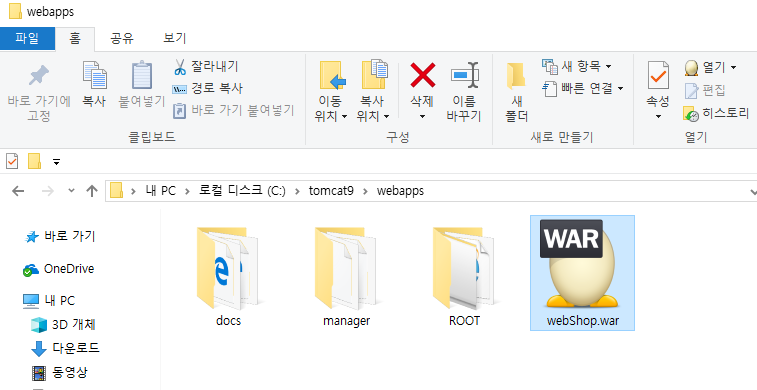 webapps
파일 홈 공유 보기
바로 가기에
고정
복사
붙여넣기
잘라내기
경로 복사
바로 가기 붙여넣기
클립보드
이동
위치
복사
위치
삭제
이름
바꾸기
구성
새
폴더
새 항목
빠른 연결
새로 만들기
속성
열기
편집
히스토리
열기
내 PC 로컬 디스크 (C:) tomcat9 webapps
바로 가기
OneDrive
내 PC
3D 개체
다운로드
동영상
docs
manager
ROOT
WAR
webShop.war